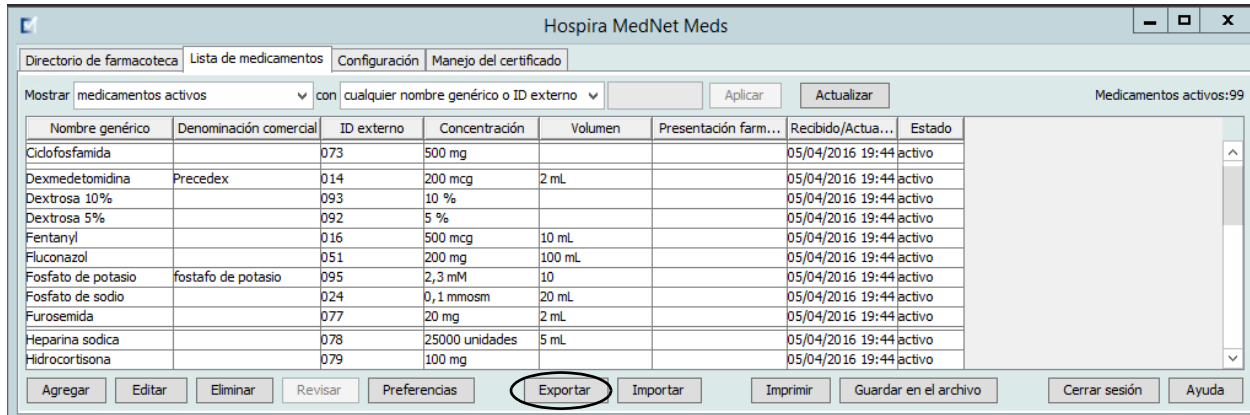 Hospira MedNet Meds
Directorio de farmacoteca Lista de medicamentos Configuración Manejo del certificado
Mostrar medicamentos activos con cualquier nombre genérico o ID externo Aplicar Actualizar Medicamentos activos:99
Nombre genérico Denominación comercial ID externo Concentración Volumen Presentación farm... Recibido/Actua... Estado
Ciclofosfamida 073 500 mg 05/04/2016 19:44 activo
Dexmedetomidina Precedex 014 200 mcg 2 mL 05/04/2016 19:44 activo
Dextrosa 10% 093 10 % 05/04/2016 19:44 activo
Dextrosa 5% 092 5 % 05/04/2016 19:44 activo
Fentanyl 016 500 mcg 10 mL 05/04/2016 19:44 activo
Fluconazol 051 200 mg 100 mL 05/04/2016 19:44 activo
Fosfato de potasio fostafo de potasio 095 2,3 mM 10 05/04/2016 19:44 activo
Fosfato de sodio 024 0,1 mmosm 20 mL 05/04/2016 19:44 activo
Furosemida 077 20 mg 2 mL 05/04/2016 19:44 activo
Heparina sodica 078 25000 unidades 5 mL 05/04/2016 19:44 activo
Hidrocortisona 079 100 mg 05/04/2016 19:44 activo
Agregar Editar Eliminar Revisar Preferencias Exportar Importar Imprimir Guardar en el archivo Cerrar sesión Ayuda